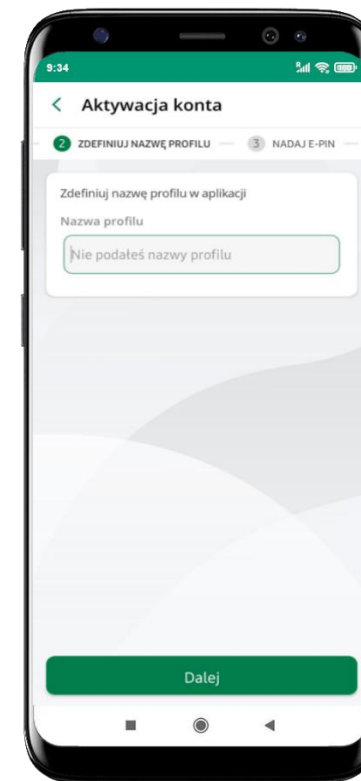 9:34
Aktywacja konta
2 ZDEFINIUJ NAZWĘ PROFILU 3 NADAJ E-PIN
Zdefiniuj nazwę profilu w aplikacji
Nazwa profilu
Nie podałeś nazwy profilu
Dalej